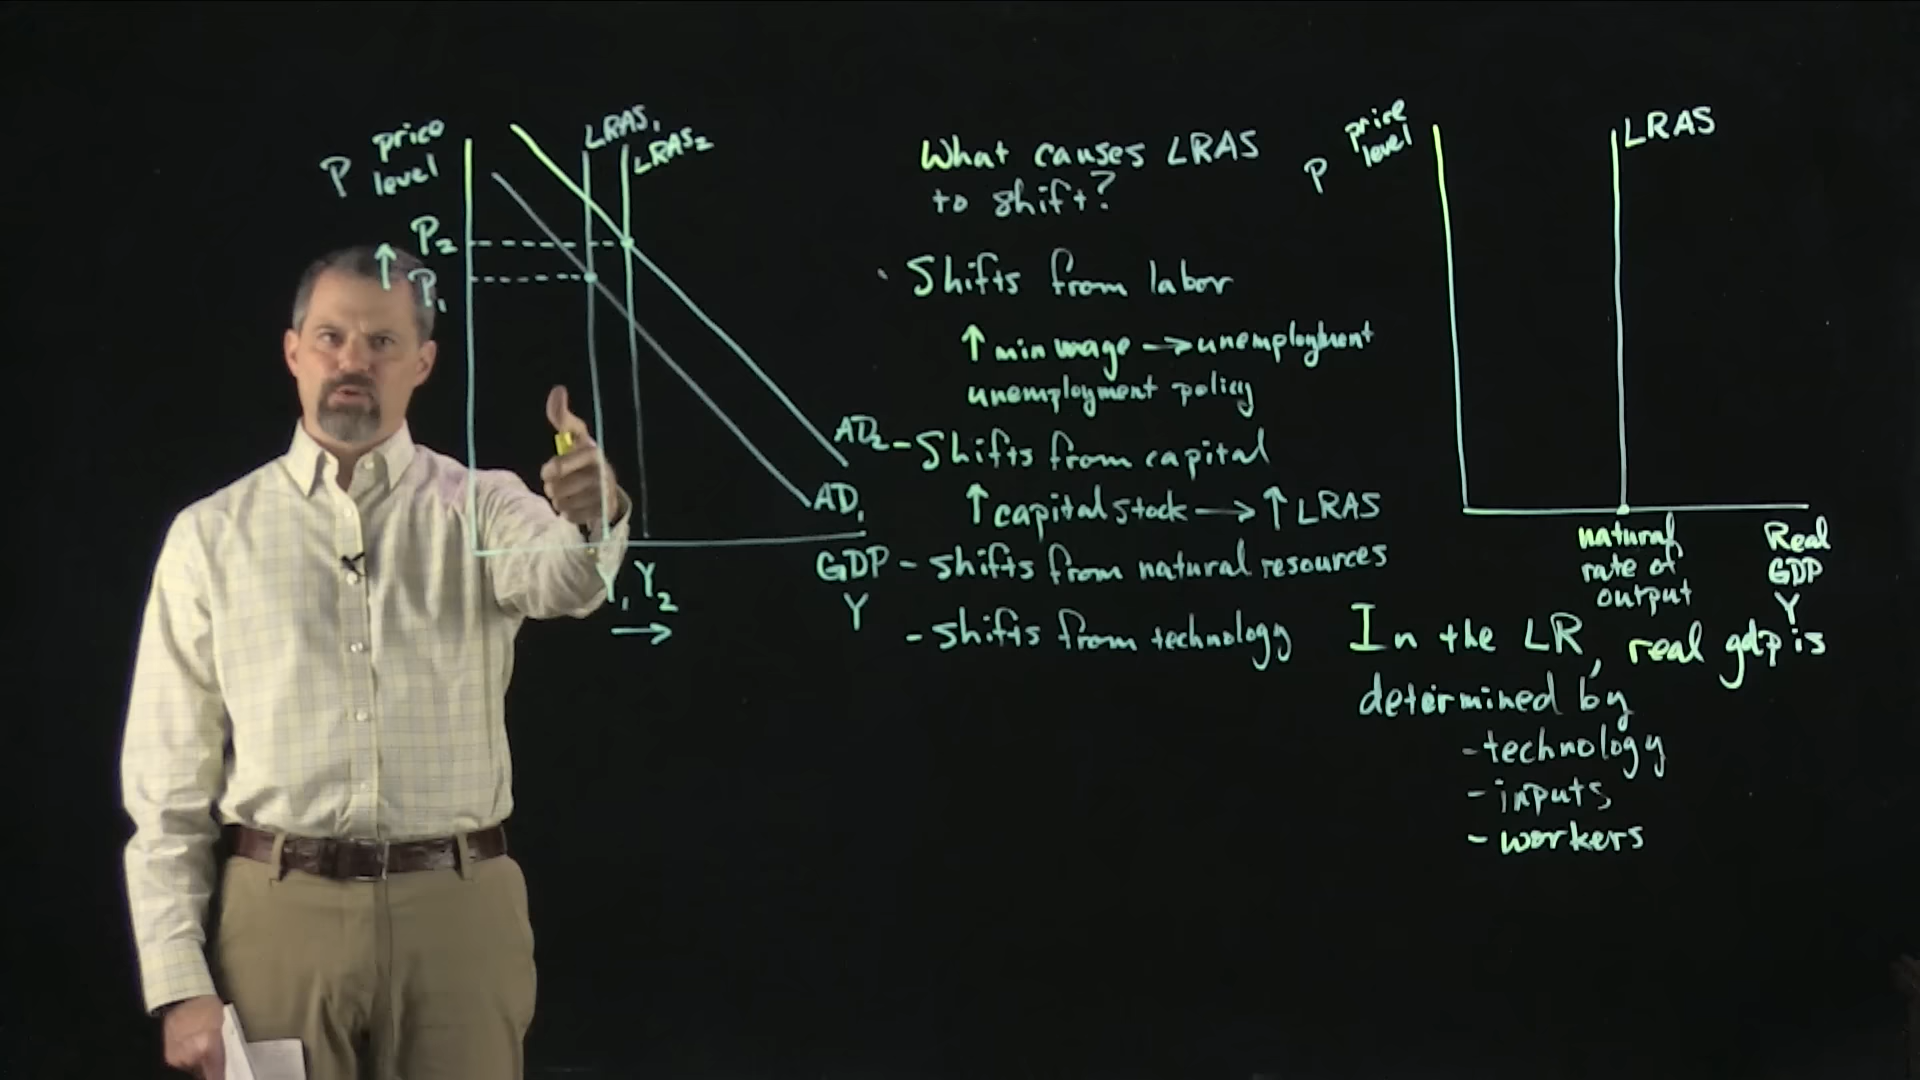 P price
level
LRAS₁
LRAS₂
P₂
↑ P₁
AD₂
AD₁
GDP
Y
Y₁ Y₂
→
What causes LRAS
to shift?
· Shifts from labor
↑ min wage → unemployment
unemployment policy
- Shifts from capital
↑ capital stock → ↑ LRAS
- shifts from natural resources
- shifts from technology
P price
level
LRAS
natural
rate of
output
Real
GDP
Y
In the LR, real gdp is
determined by
- technology
- inputs
- workers